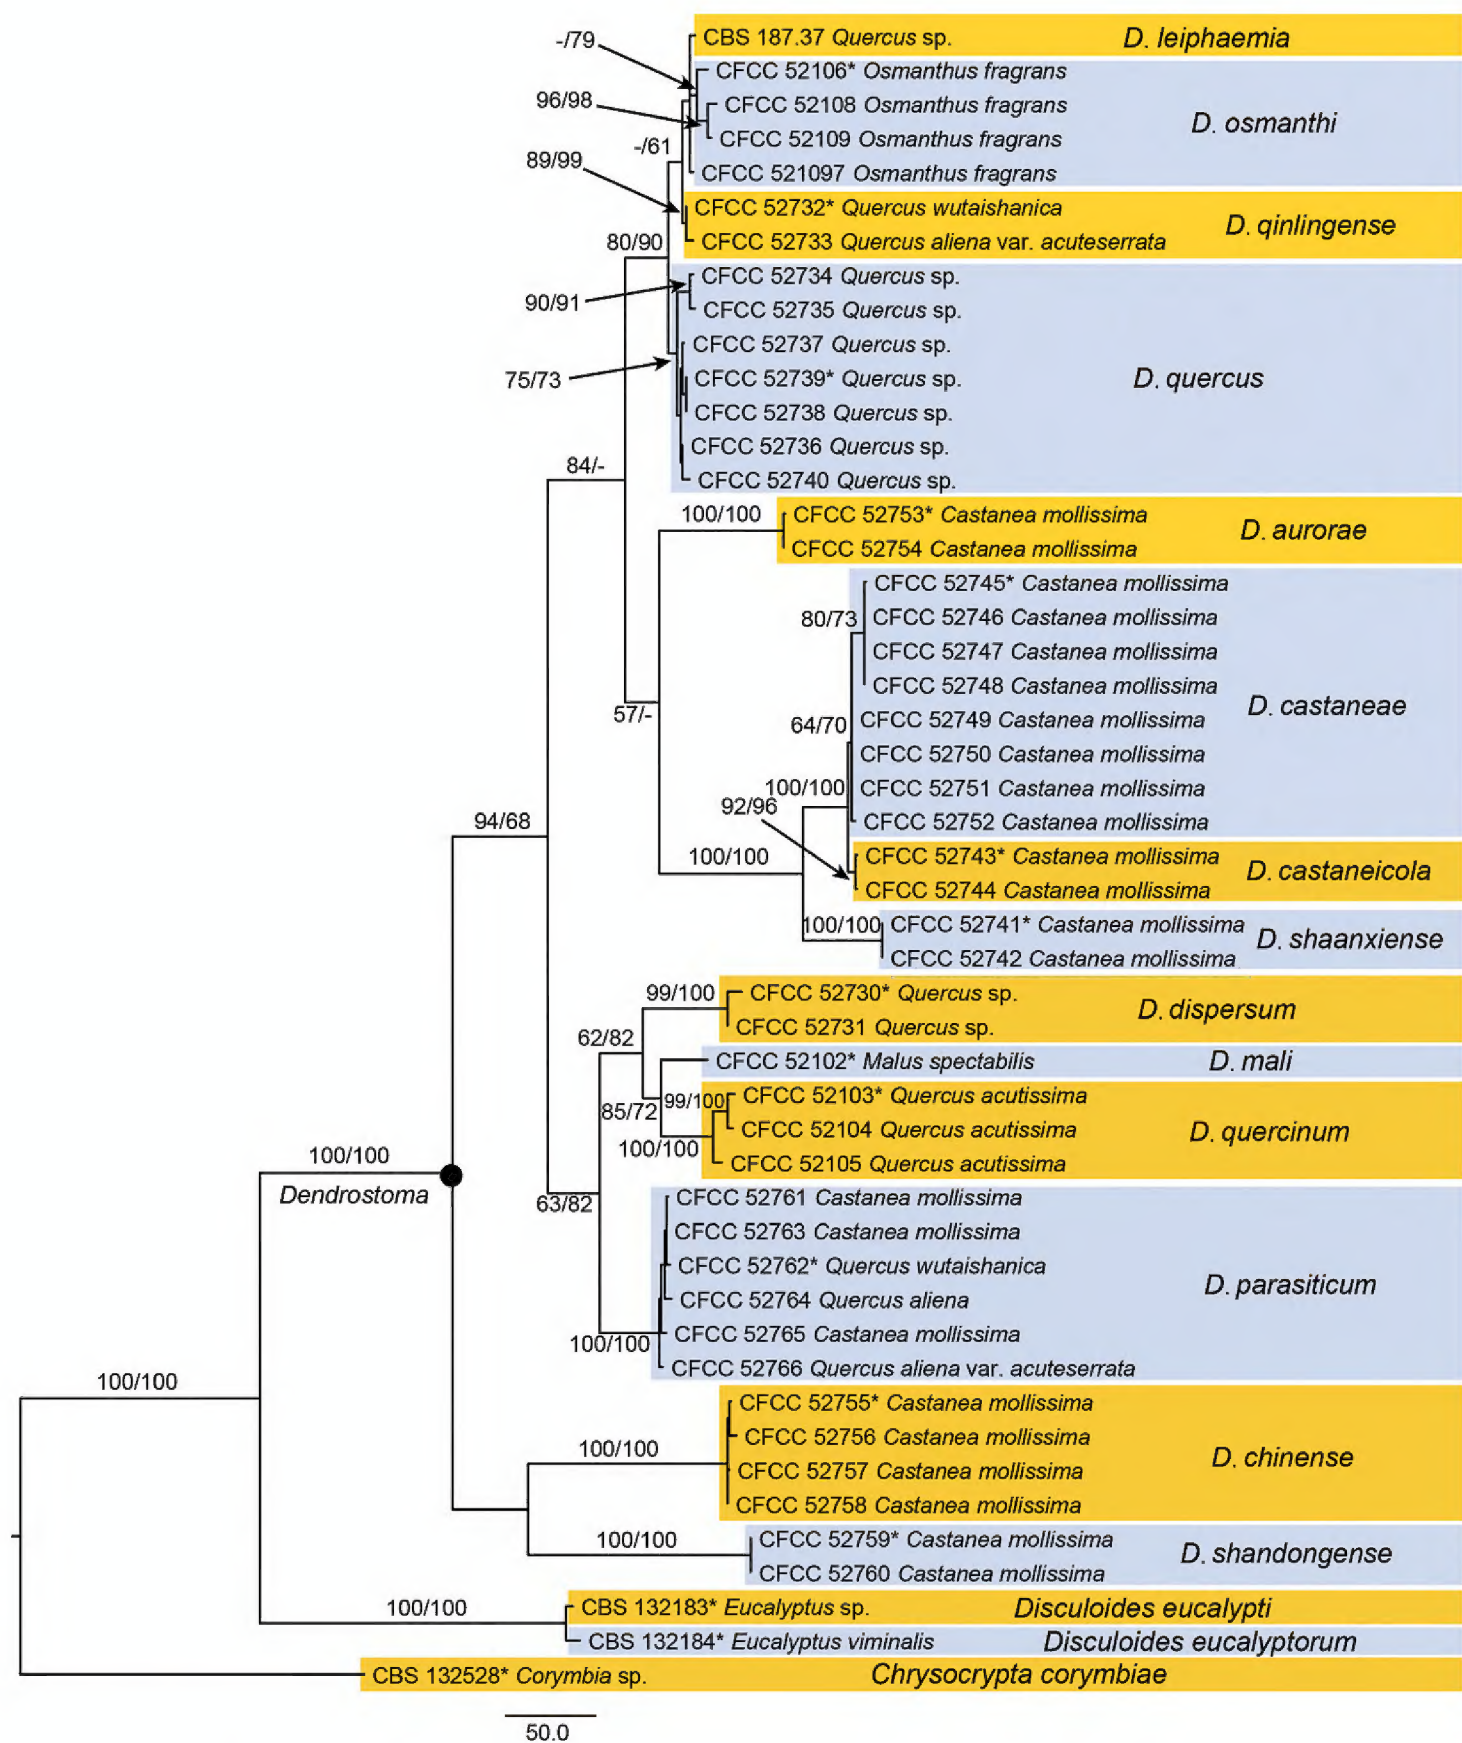 CBS 187.37 Quercus sp. D. leiphaemia
-/79
CFCC 52106* Osmanthus fragrans
96/98
CFCC 52108 Osmanthus fragrans
D. osmanthi
CFCC 52109 Osmanthus fragrans
-/61
89/99
CFCC 521097 Osmanthus fragrans
CFCC 52732* Quercus wutaishanica
D. qinlingense
80/90
CFCC 52733 Quercus aliena var. acuteserrata
CFCC 52734 Quercus sp.
90/91
CFCC 52735 Quercus sp.
CFCC 52737 Quercus sp.
75/73
CFCC 52739* Quercus sp.
D. quercus
CFCC 52738 Quercus sp.
CFCC 52736 Quercus sp.
84/-
CFCC 52740 Quercus sp.
100/100
CFCC 52753* Castanea mollissima
D. aurorae
CFCC 52754 Castanea mollissima
CFCC 52745* Castanea mollissima
80/73
CFCC 52746 Castanea mollissima
CFCC 52747 Castanea mollissima
CFCC 52748 Castanea mollissima
D. castaneae
57/-
64/70
CFCC 52749 Castanea mollissima
CFCC 52750 Castanea mollissima
100/100
CFCC 52751 Castanea mollissima
92/96
CFCC 52752 Castanea mollissima
94/68
100/100
CFCC 52743* Castanea mollissima
D. castaneicola
CFCC 52744 Castanea mollissima
100/100
CFCC 52741* Castanea mollissima
D. shaanxiense
CFCC 52742 Castanea mollissima
99/100
CFCC 52730* Quercus sp.
D. dispersum
CFCC 52731 Quercus sp.
62/82
CFCC 52102* Malus spectabilis D. mali
85/72
99/100
CFCC 52103* Quercus acutissima
CFCC 52104 Quercus acutissima
D. quercinum
100/100
CFCC 52105 Quercus acutissima
100/100
Dendrostoma
63/82
CFCC 52761 Castanea mollissima
CFCC 52763 Castanea mollissima
CFCC 52762* Quercus wutaishanica
D. parasiticum
CFCC 52764 Quercus aliena
CFCC 52765 Castanea mollissima
100/100
CFCC 52766 Quercus aliena var. acuteserrata
100/100
CFCC 52755* Castanea mollissima
CFCC 52756 Castanea mollissima
100/100
D. chinense
CFCC 52757 Castanea mollissima
CFCC 52758 Castanea mollissima
100/100
CFCC 52759* Castanea mollissima
D. shandongense
CFCC 52760 Castanea mollissima
100/100
CBS 132183* Eucalyptus sp. Disculoides eucalypti
CBS 132184* Eucalyptus viminalis Disculoides eucalyptorum
CBS 132528* Corymbia sp. Chrysocrypta corymbiae
50.0